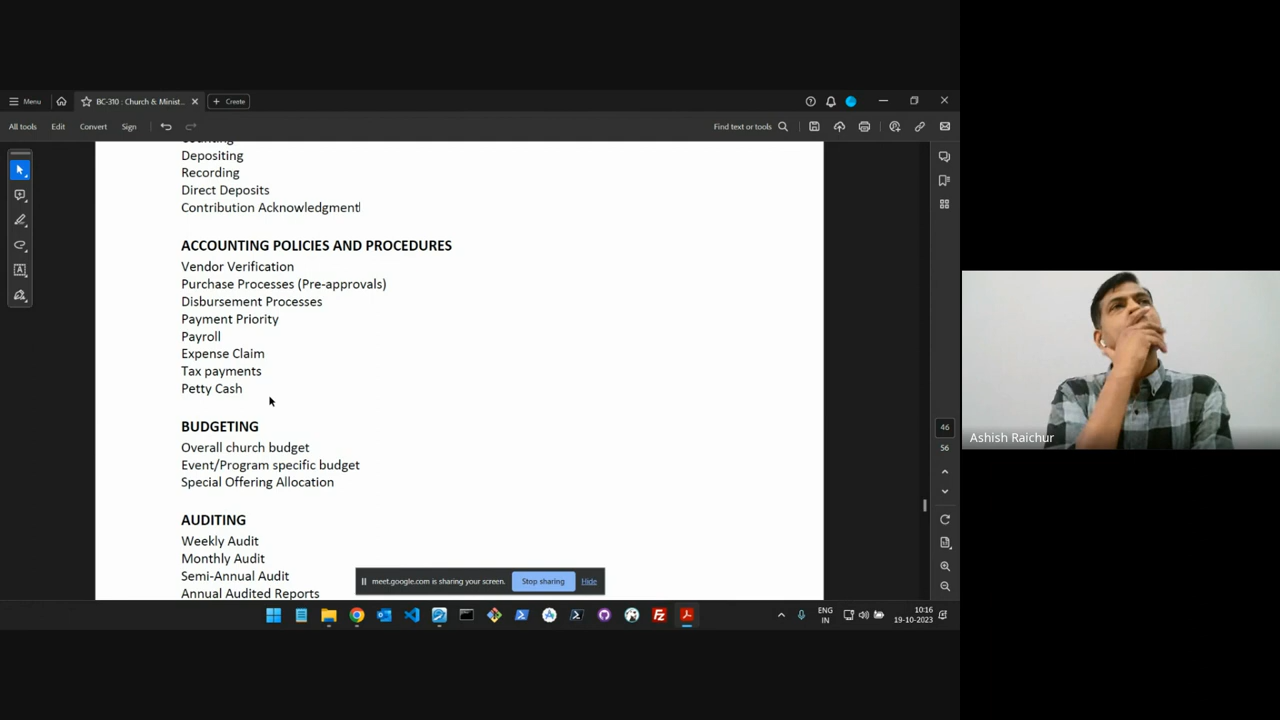 Menu
BC-310 : Church & Minist...
Create
All tools
Edit
Convert
Sign
Find text or tools
Counting
Depositing
Recording
Direct Deposits
Contribution Acknowledgment
ACCOUNTING POLICIES AND PROCEDURES
Vendor Verification
Purchase Processes (Pre-approvals)
Disbursement Processes
Payment Priority
Payroll
Expense Claim
Tax payments
Petty Cash
BUDGETING
Overall church budget
Event/Program specific budget
Special Offering Allocation
AUDITING
Weekly Audit
Monthly Audit
Semi-Annual Audit
Annual Audited Reports
46
56
meet.google.com is sharing your screen.
Stop sharing
Hide
ENG
IN
10:16
19-10-2023
Ashish Raichur